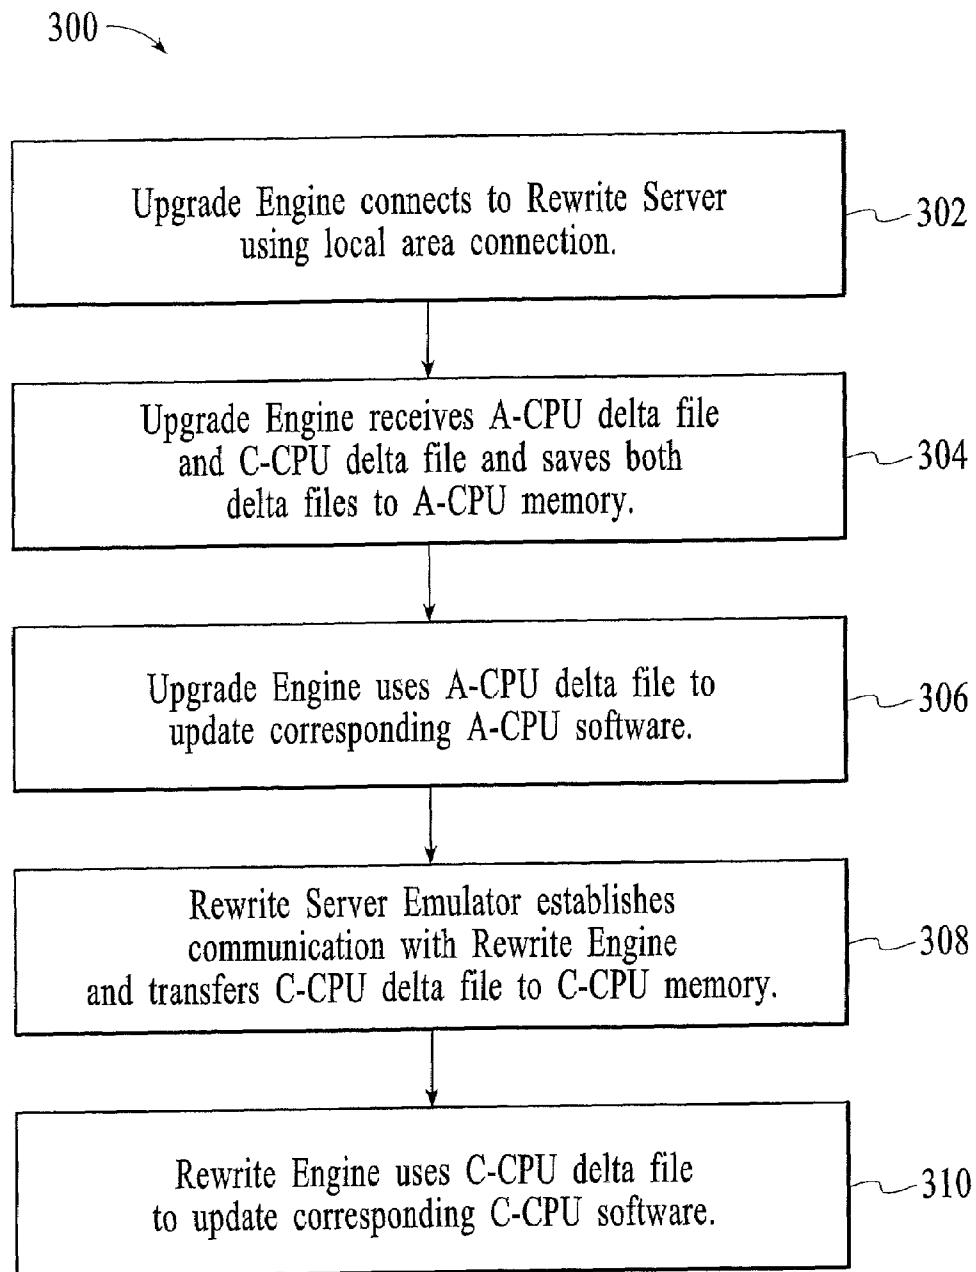 300
Upgrade Engine connects to Rewrite Server
using local area connection.
302
Upgrade Engine receives A-CPU delta file
and C-CPU delta file and saves both
delta files to A-CPU memory.
304
Upgrade Engine uses A-CPU delta file to
update corresponding A-CPU software.
306
Rewrite Server Emulator establishes
communication with Rewrite Engine
and transfers C-CPU delta file to C-CPU memory.
308
Rewrite Engine uses C-CPU delta file
to update corresponding C-CPU software.
310